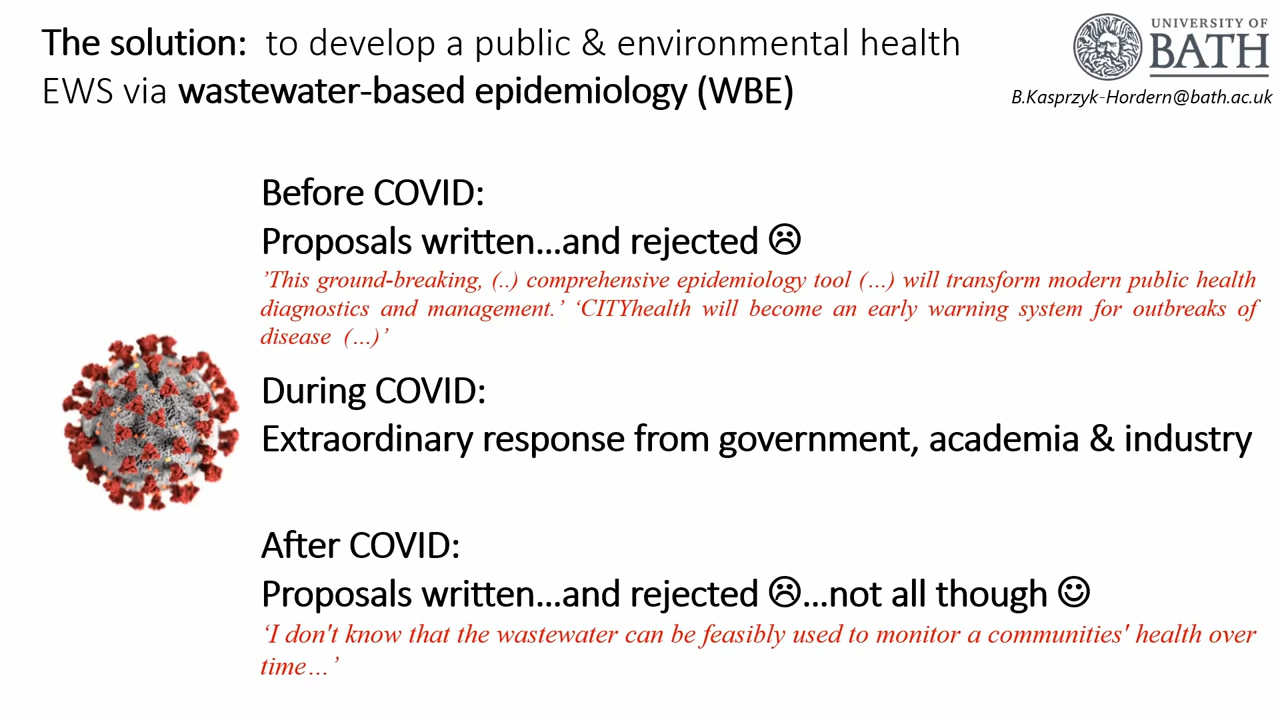 The solution: to develop a public & environmental health
EWS via wastewater-based epidemiology (WBE)
UNIVERSITY OF
BATH
B.Kasprzyk-Hordern@bath.ac.uk
Before COVID:
Proposals written...and rejected ☹
’This ground-breaking, (..) comprehensive epidemiology tool (…) will transform modern public health
diagnostics and management.’ ‘CITYhealth will become an early warning system for outbreaks of
disease (…)’
During COVID:
Extraordinary response from government, academia & industry
After COVID:
Proposals written...and rejected ☹...not all though ☺
‘I don't know that the wastewater can be feasibly used to monitor a communities' health over
time…’